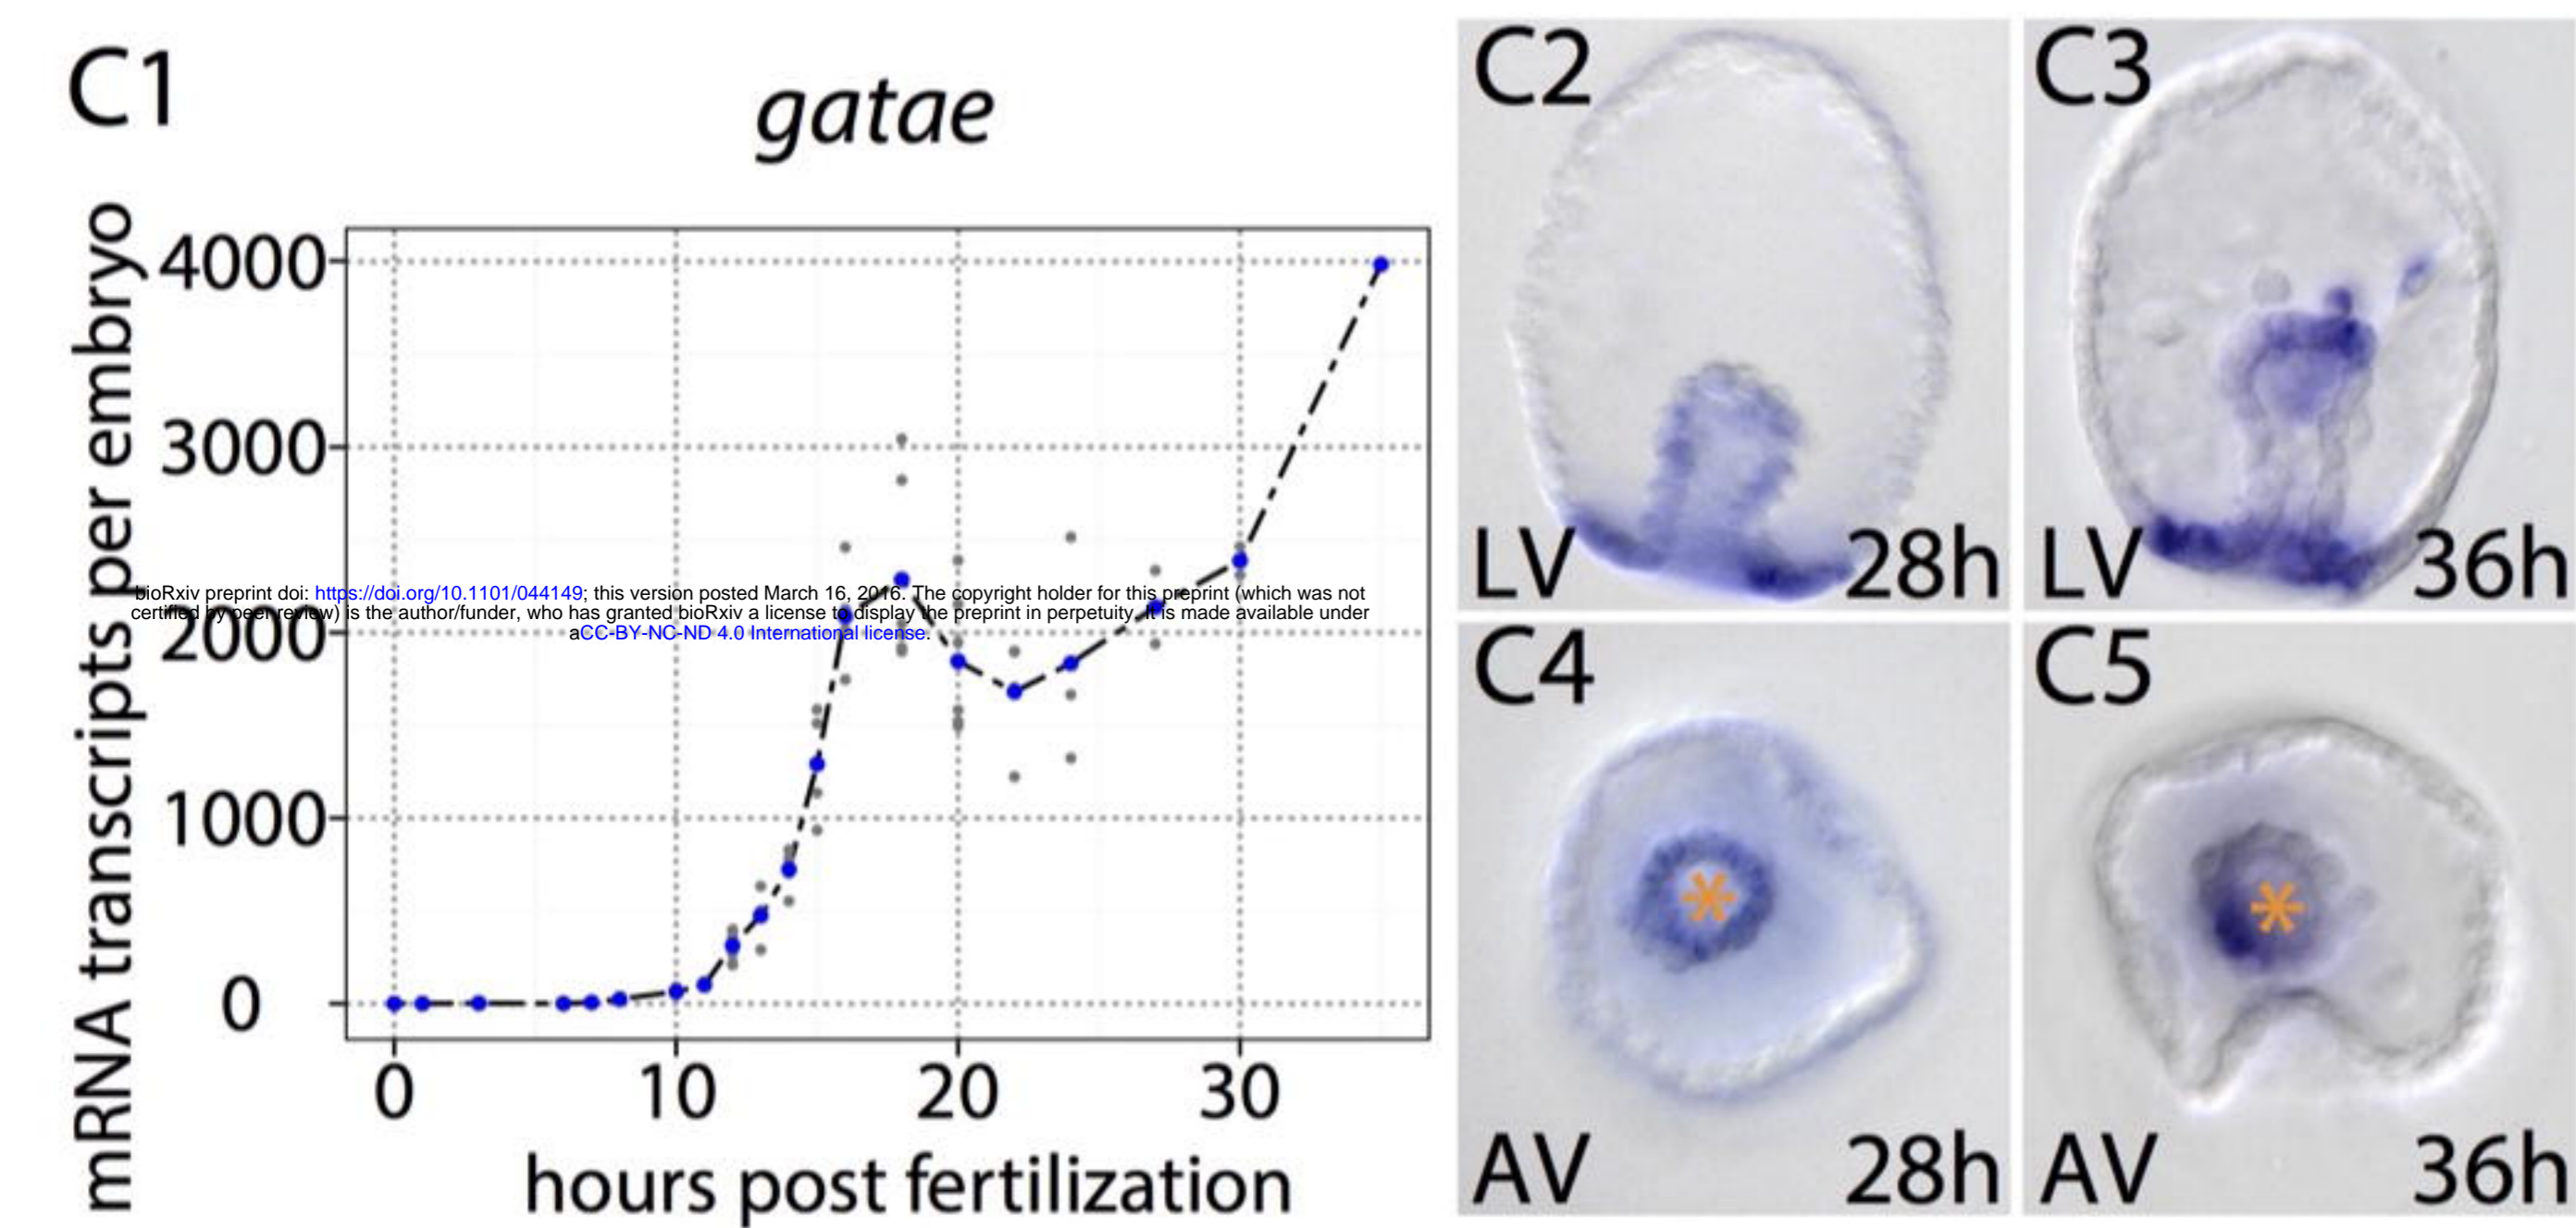 C1
gatae
mRNA transcripts per embryo
4000
3000
2000
1000
0
0 10 20 30
hours post fertilization
bioRxiv preprint doi: https://doi.org/10.1101/044149; this version posted March 16, 2016. The copyright holder for this preprint (which was not
certified by peer review) is the author/funder, who has granted bioRxiv a license to display the preprint in perpetuity. It is made available under
aCC-BY-NC-ND 4.0 International license.
C2
LV 28h
C3
LV 36h
C4
AV 28h
C5
AV 36h